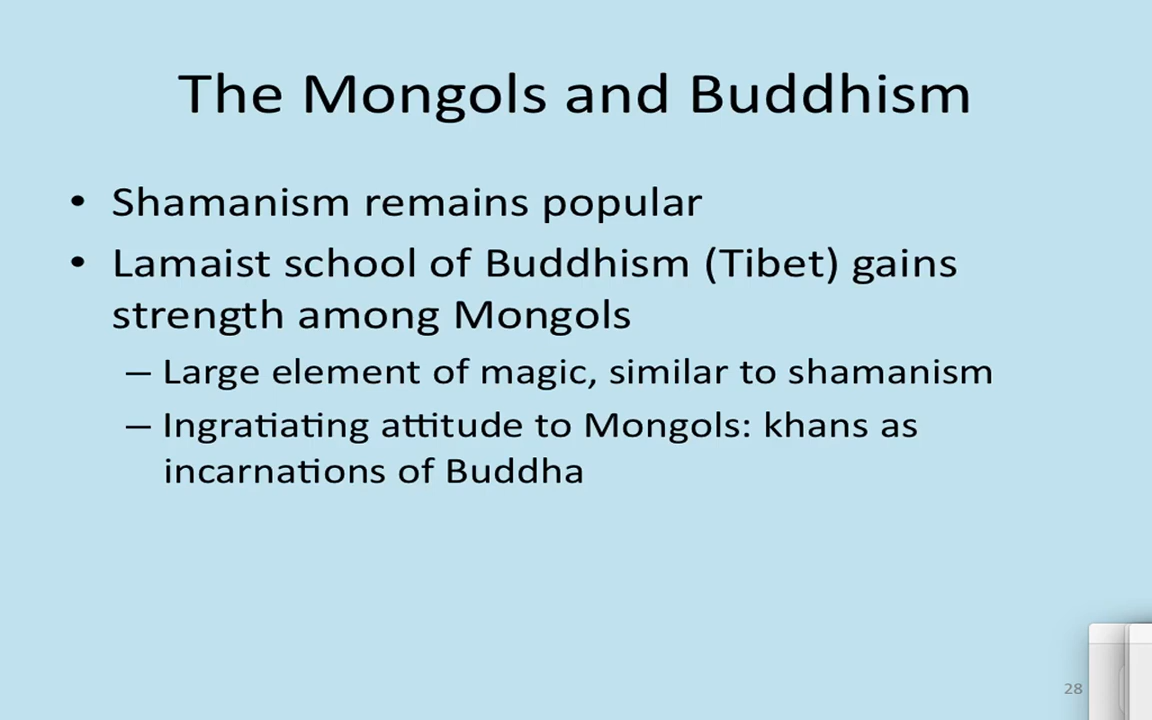 The Mongols and Buddhism
• Shamanism remains popular
• Lamaist school of Buddhism (Tibet) gains
strength among Mongols
– Large element of magic, similar to shamanism
– Ingratiating attitude to Mongols: khans as
incarnations of Buddha
28